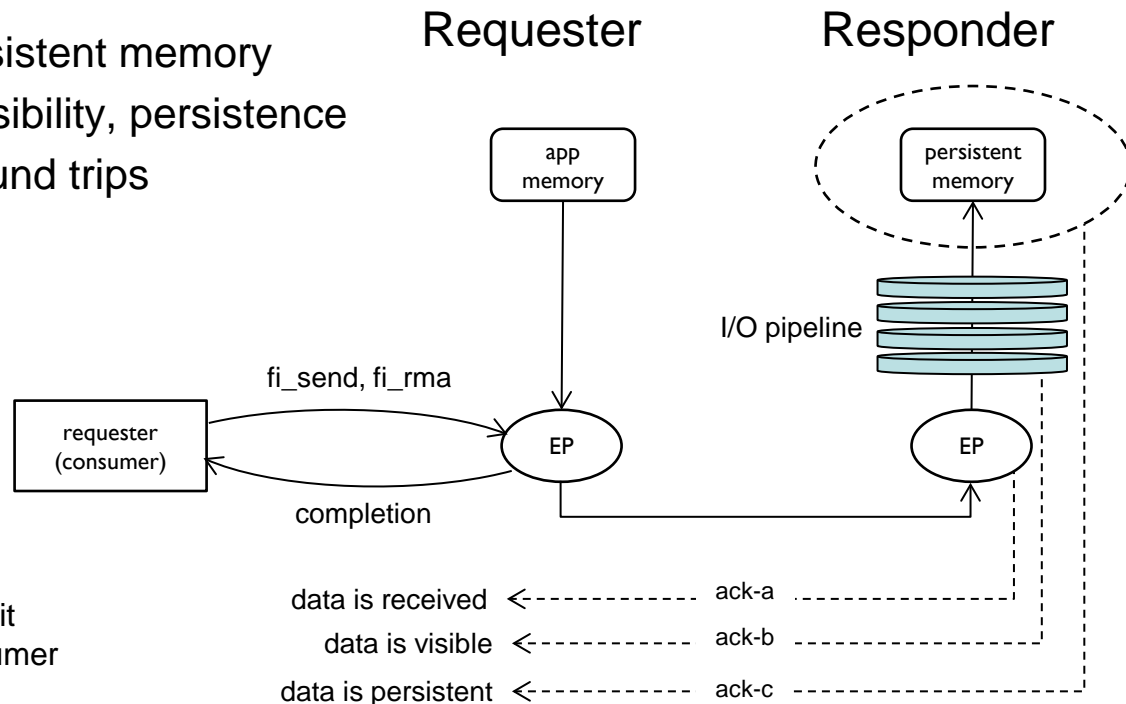 Requester
Responder
sistent memory
sibility, persistence
und trips
app
memory
persistent
memory
I/O pipeline
fi_send, fi_rma
requester
(consumer)
EP
EP
completion
it
umer
data is received
ack-a
data is visible
ack-b
data is persistent
ack-c